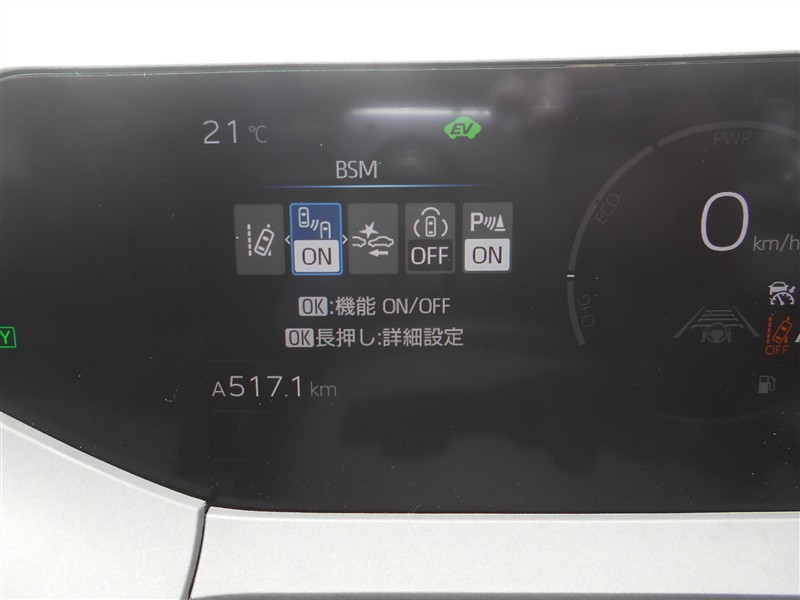 21 ℃
EV
BSM
ON
OFF
P
ON
OK:機能 ON/OFF
OK長押し:詳細設定
Y
A517.1 km
PWR
ECO
CHG
0 km/h
OFF